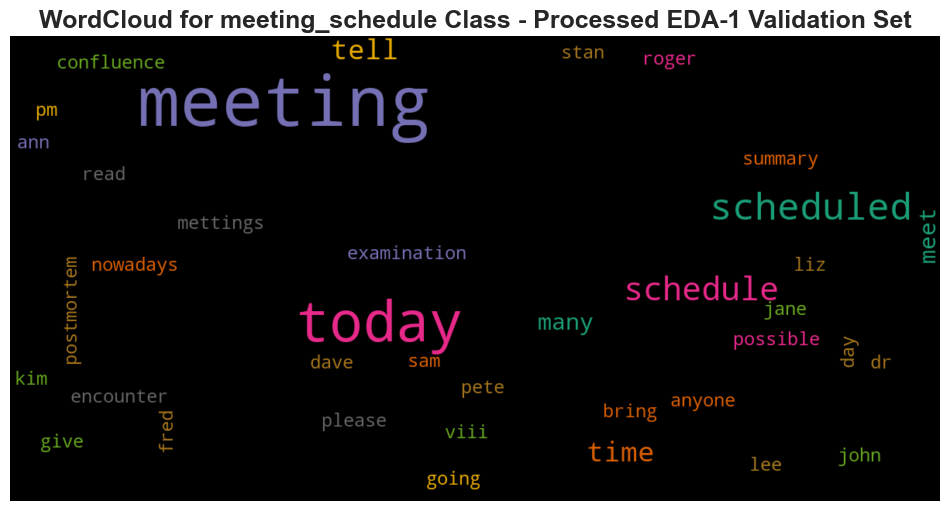 WordCloud for meeting_schedule Class - Processed EDA-1 Validation Set
tell
stan
roger
confluence
meeting
pm
ann
summary
read
scheduled
mettings
meet
examination
nowadays
liz
postmortem
schedule
jane
today
many
possible
day
dave
sam
dr
kim
pete
encounter
anyone
bring
please
fred
viii
give
time
john
lee
going